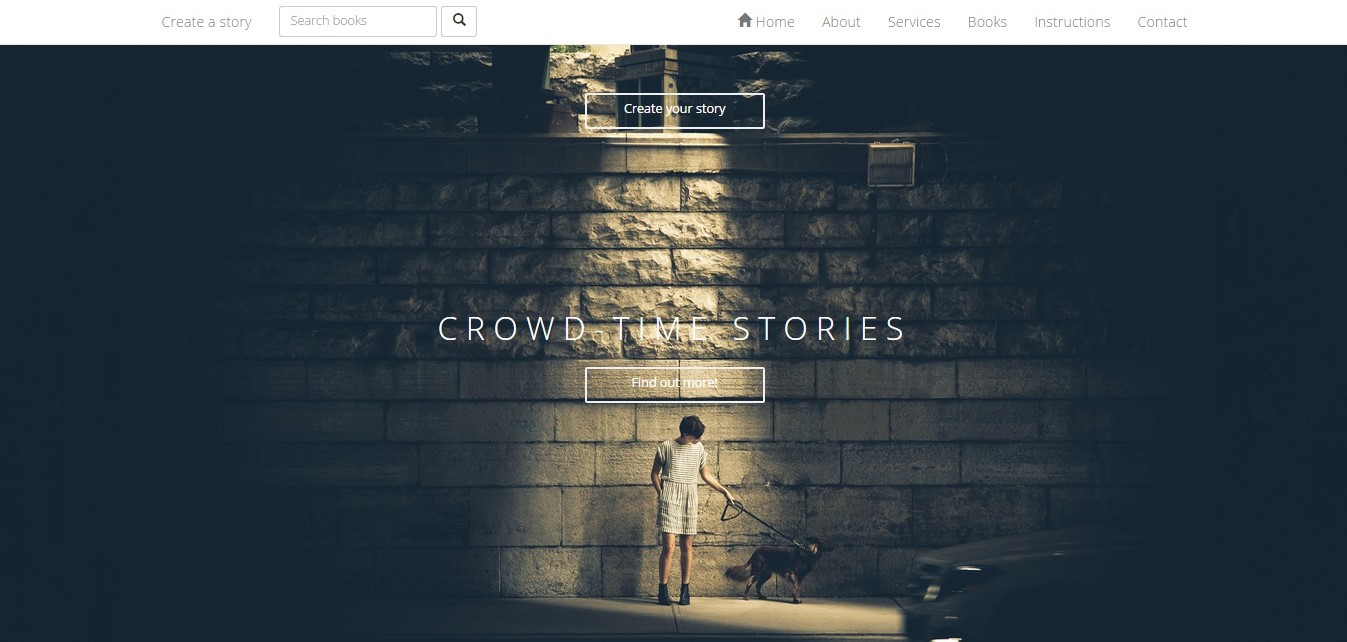 Create a story Search books Home About Services Books Instructions Contact
Create your story
CROWD-TIME STORIES
Find out more!